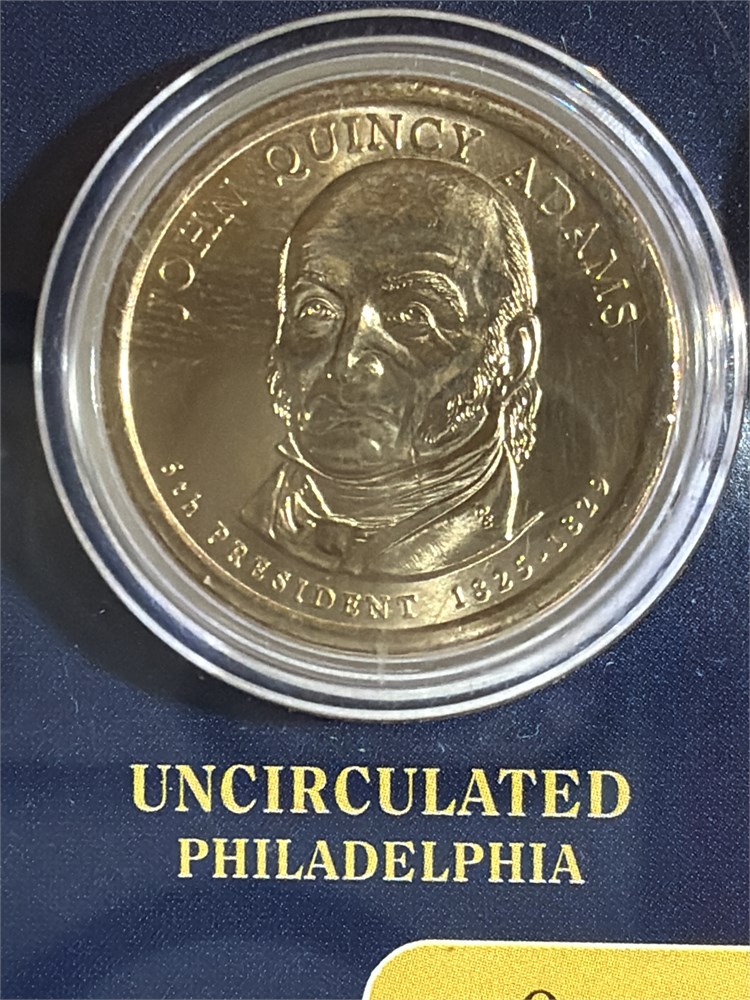 JOHN QUINCY ADAMS
6th PRESIDENT 1825-1829
UNCIRCULATED
PHILADELPHIA